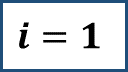 i = 1